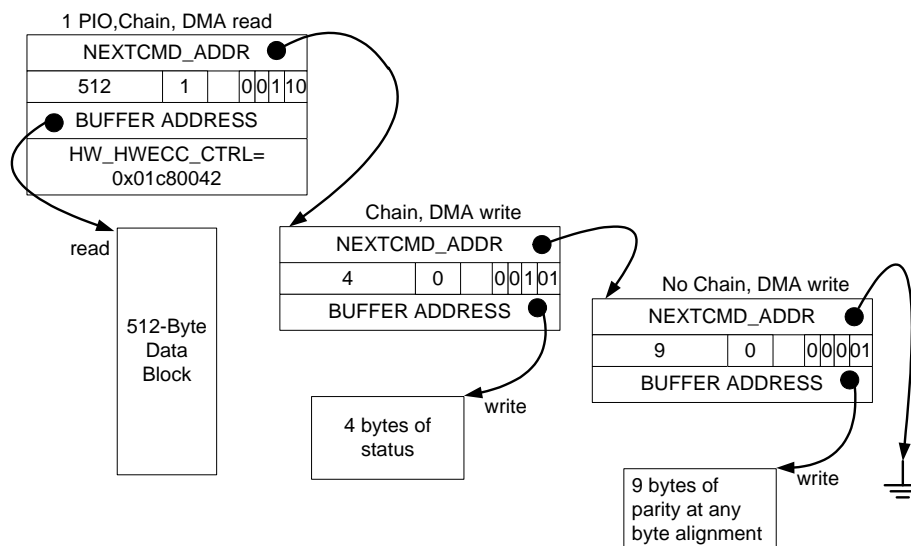 1 PIO,Chain, DMA read
NEXTCMD_ADDR
512 1 0 0 1 10
BUFFER ADDRESS
HW_HWECC_CTRL=
0x01c80042
read
512-Byte
Data
Block
Chain, DMA write
NEXTCMD_ADDR
4 0 0 0 1 01
BUFFER ADDRESS
write
4 bytes of
status
No Chain, DMA write
NEXTCMD_ADDR
9 0 0 0 0 01
BUFFER ADDRESS
write
9 bytes of
parity at any
byte alignment